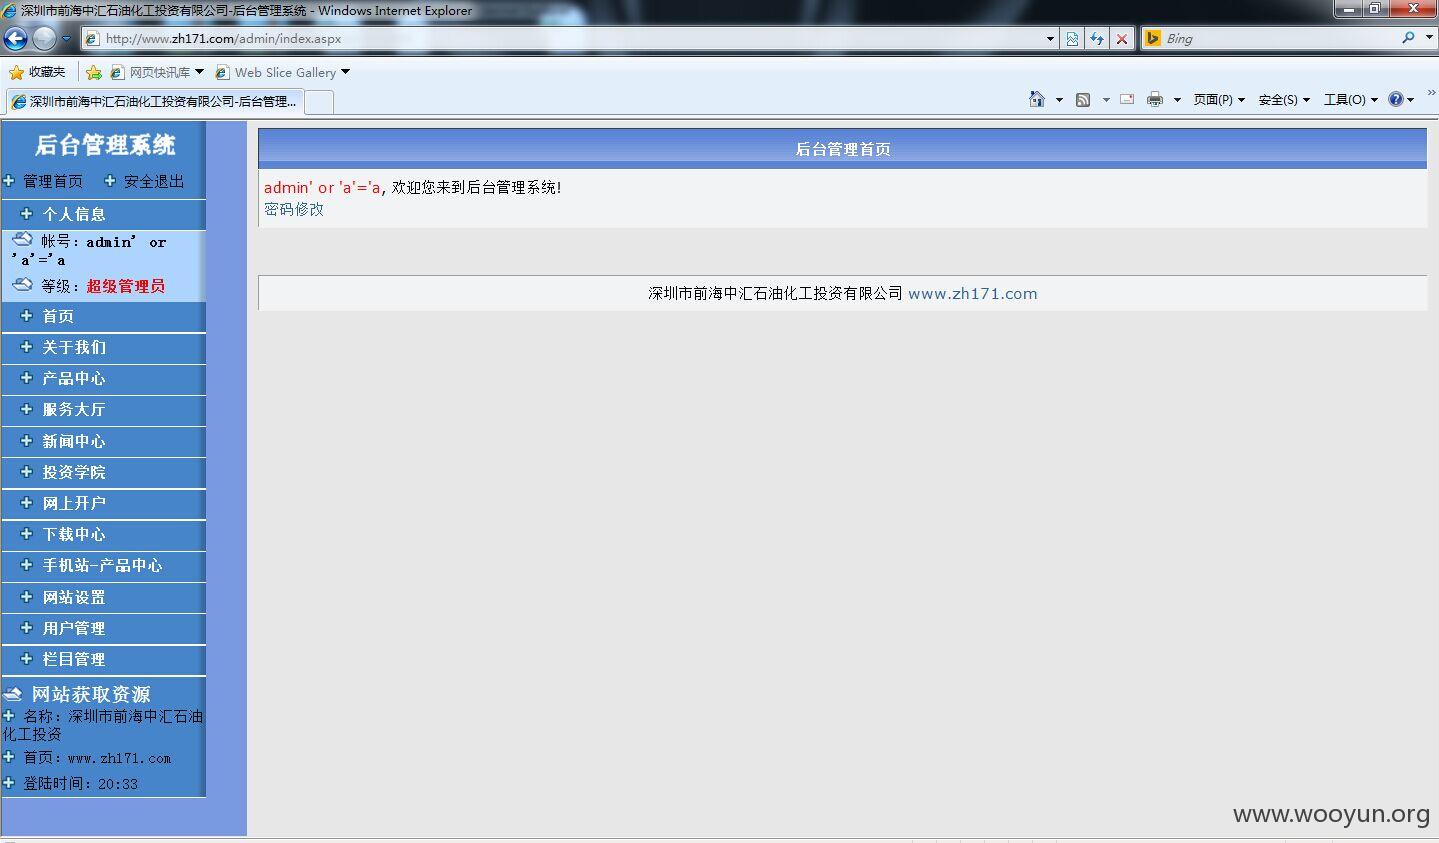 深圳市前海中汇石油化工投资有限公司-后台管理系统 - Windows Internet Explorer
http://www.zh171.com/admin/index.aspx
Bing
收藏夹
网页快讯库
Web Slice Gallery
深圳市前海中汇石油化工投资有限公司-后台管理...
页面(P)
安全(S)
工具(O)
后台管理系统
管理首页 安全退出
个人信息
帐号：admin' or
'a'='a
等级：超级管理员
首页
关于我们
产品中心
服务大厅
新闻中心
投资学院
网上开户
下载中心
手机站-产品中心
网站设置
用户管理
栏目管理
网站获取资源
名称：深圳市前海中汇石油
化工投资
首页：www.zh171.com
登陆时间：20:33
后台管理首页
admin' or 'a'='a, 欢迎您来到后台管理系统!
密码修改
深圳市前海中汇石油化工投资有限公司 www.zh171.com
www.wooyun.org